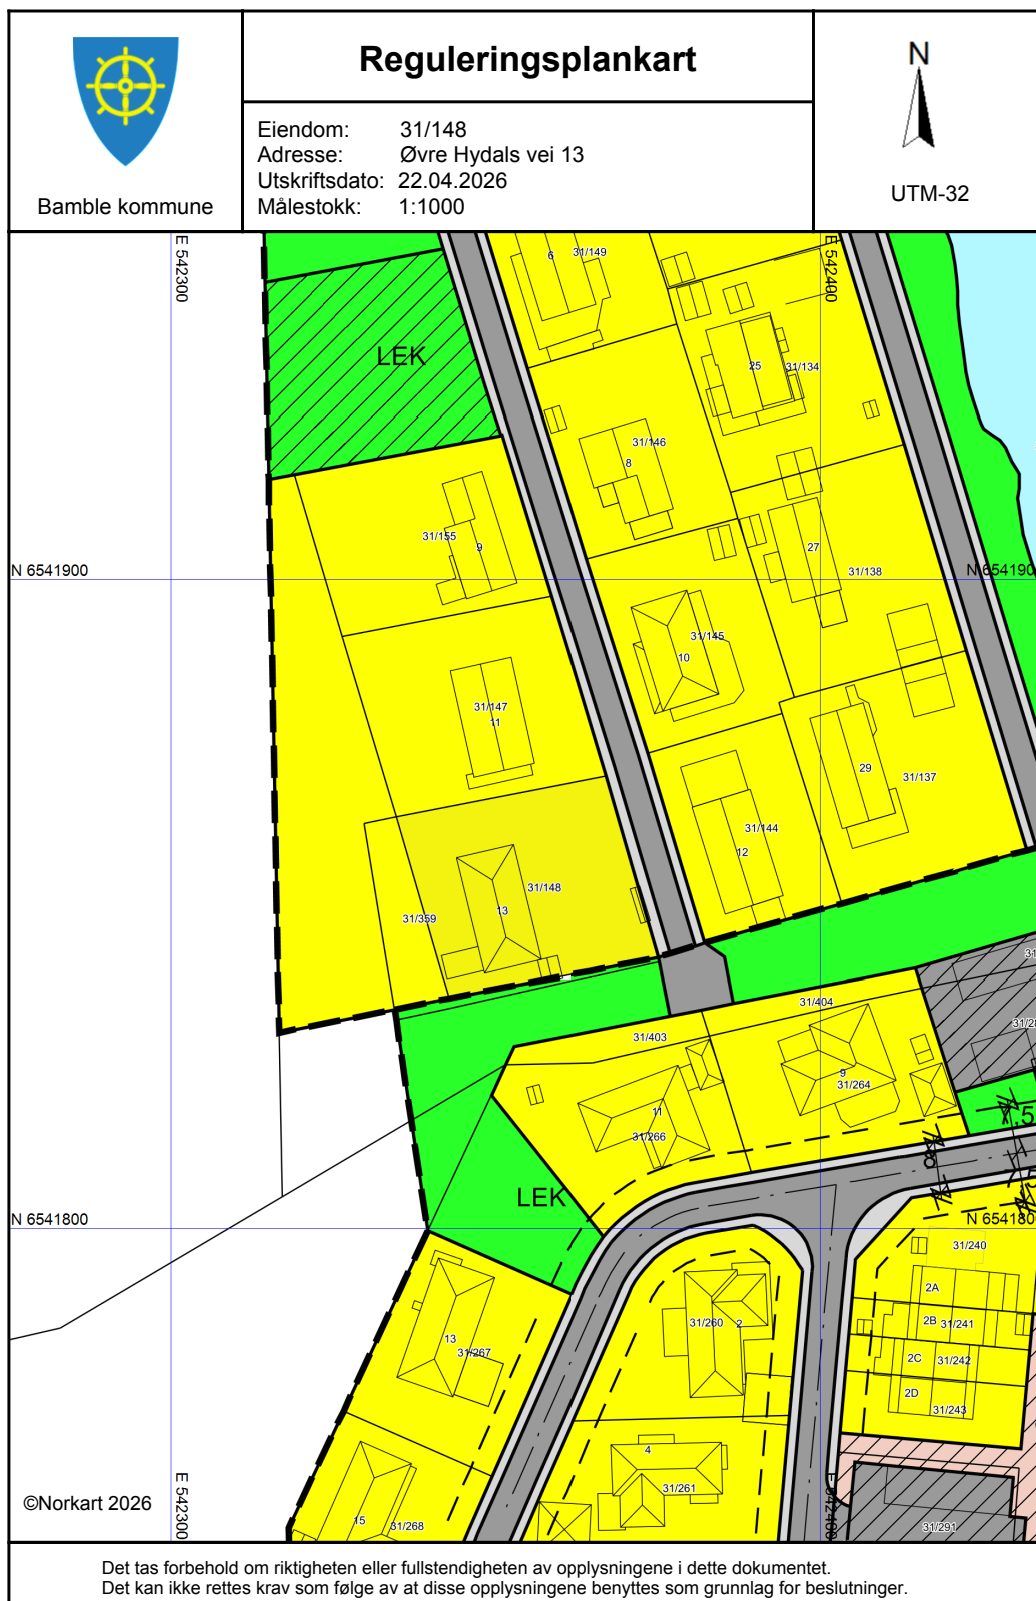 Reguleringsplankart
Eiendom: 31/148
Adresse: Øvre Hydals vei 13
Utskriftsdato: 22.04.2026
Målestokk: 1:1000
Bamble kommune
N
UTM-32
E 542300
E 542400
6
31/149
LEK
25
31/134
31/146
8
31/155
9
27
31/138
N 6541900
N 654190
31/145
10
31/147
11
29
31/137
31/144
12
31/148
13
31/359
31/404
31/403
9
31/264
11
31/266
LEK
N 6541800
N 654180
31/240
2A
2B
31/241
2C
31/242
2D
31/243
31/260
2
13
31/267
4
31/261
15
31/268
31/291
E 542300
E 542400
©Norkart 2026
Det tas forbehold om riktigheten eller fullstendigheten av opplysningene i dette dokumentet.
Det kan ikke rettes krav som følge av at disse opplysningene benyttes som grunnlag for beslutninger.